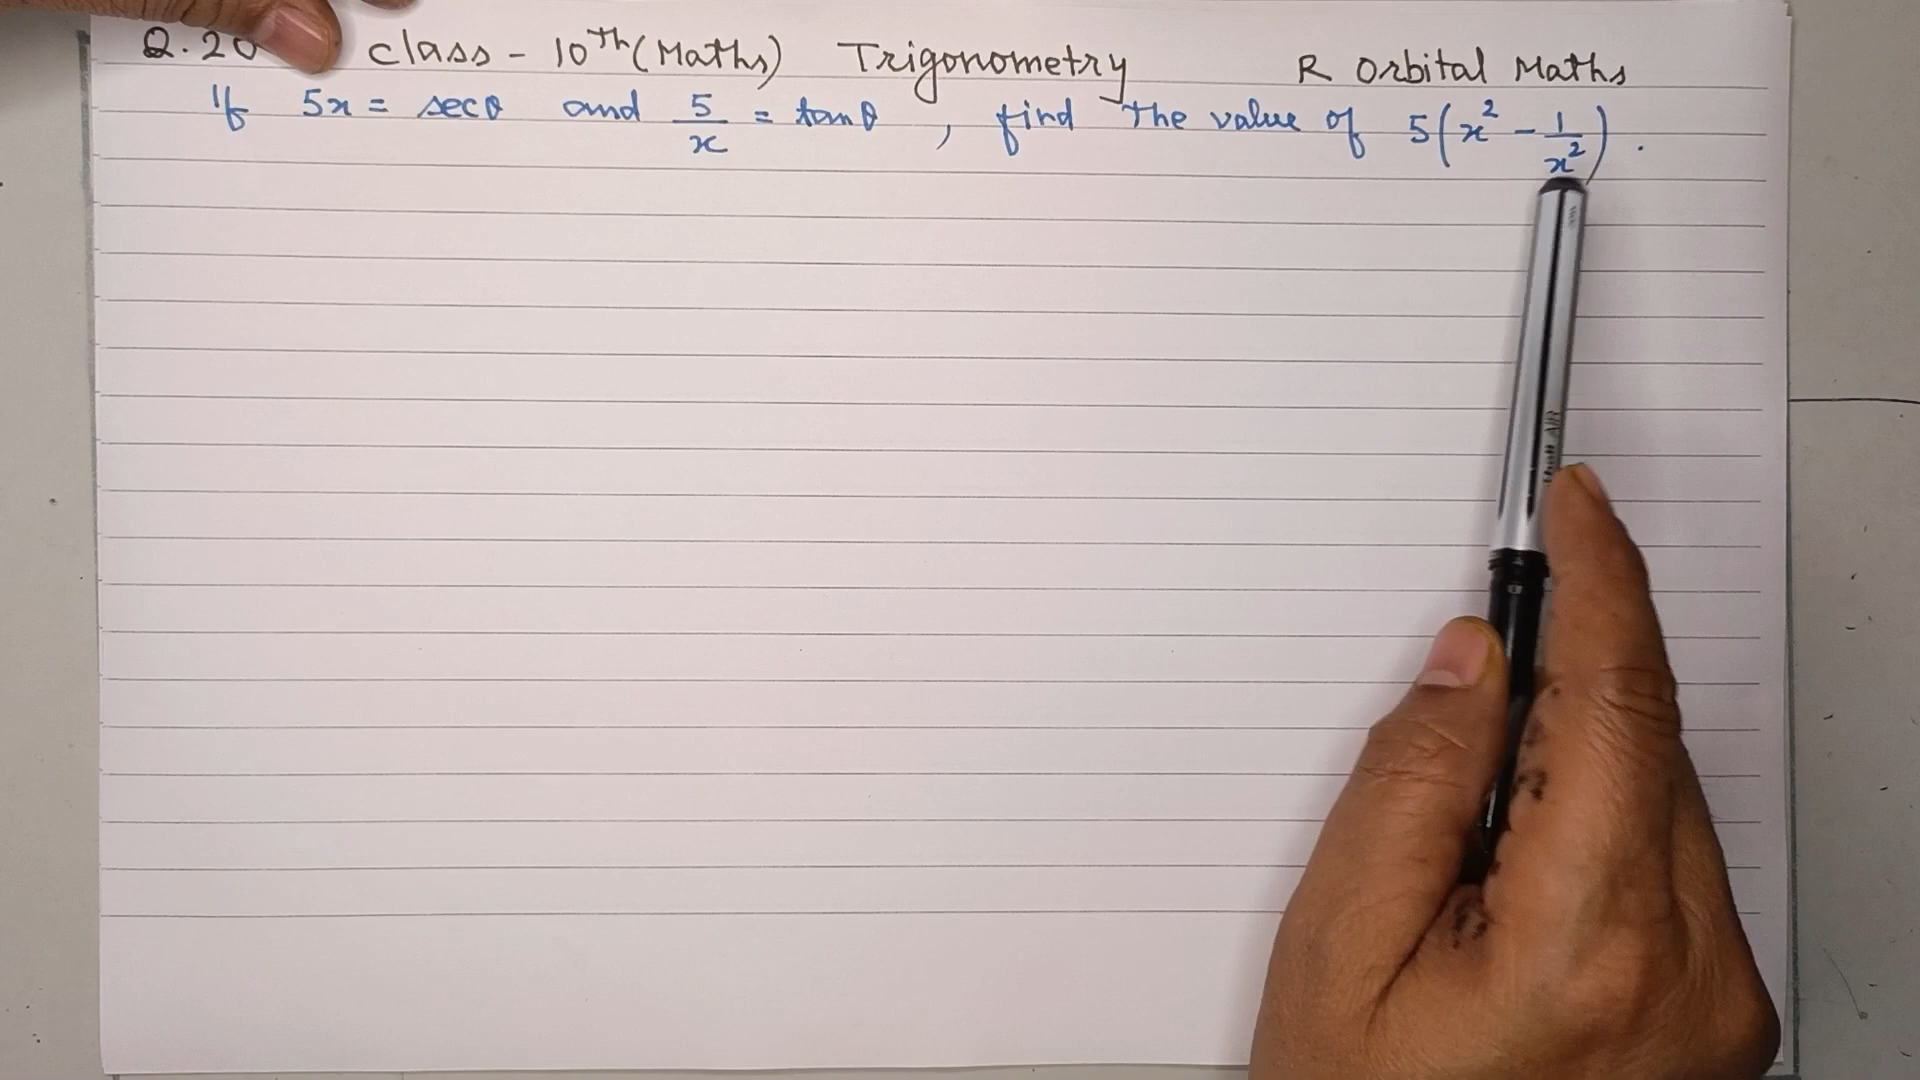 Q.20 class - 10th (Maths) Trigonometry R Orbital Maths
If 5x = secθ and 5/x = tanθ , find the value of 5(x² - 1/x²) .